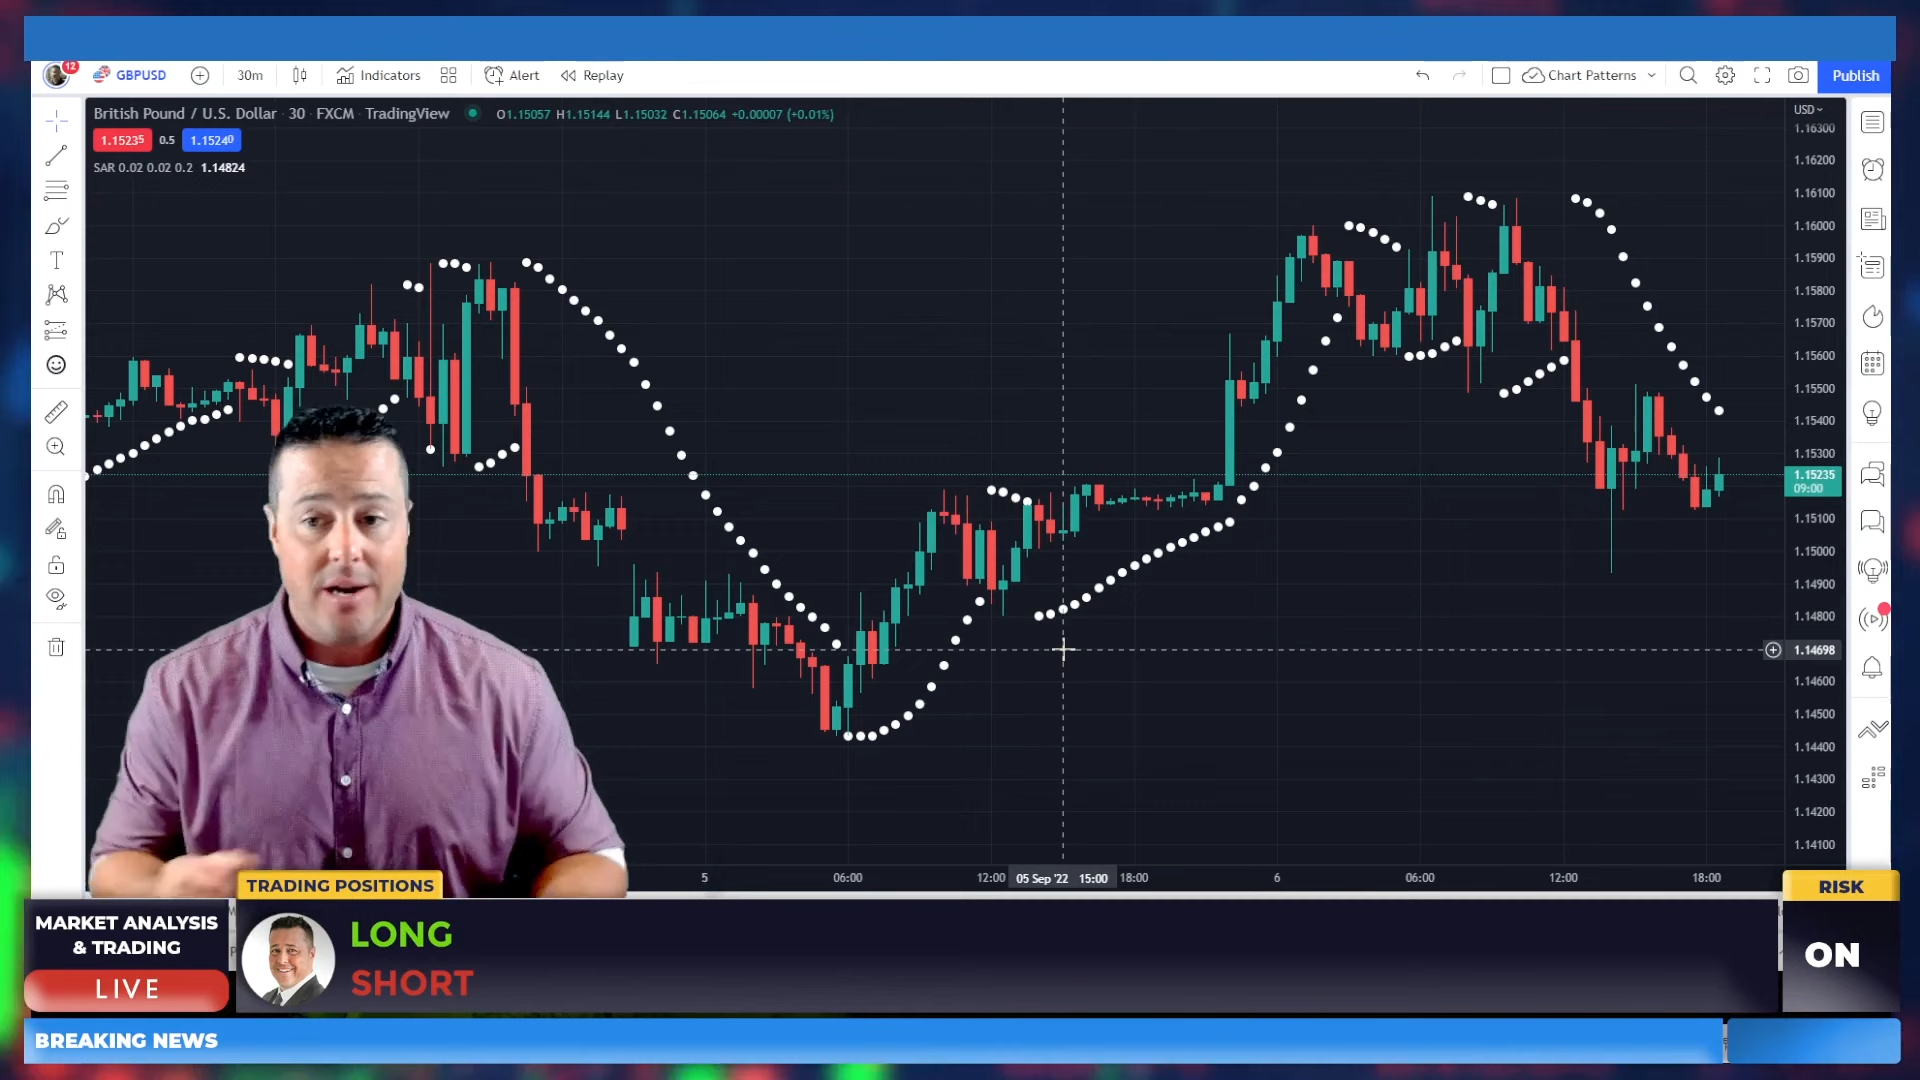 12
GBPUSD
30m
Indicators
Alert
Replay
Chart Patterns
Publish
British Pound / U.S. Dollar · 30 · FXCM · TradingView
O1.15057 H1.15144 L1.15032 C1.15064 +0.00007 (+0.01%)
1.15235 0.5 1.15240
SAR 0.02 0.02 0.2 1.14824
USD
1.16300
1.16200
1.16100
1.16000
1.15900
1.15800
1.15700
1.15600
1.15500
1.15400
1.15300
1.15235
09:00
1.15100
1.15000
1.14900
1.14800
1.14698
1.14600
1.14500
1.14400
1.14300
1.14200
1.14100
5 06:00 12:00 05 Sep '22 15:00 18:00 6 06:00 12:00 18:00
TRADING POSITIONS
RISK
MARKET ANALYSIS
& TRADING
LIVE
LONG
SHORT
ON
BREAKING NEWS